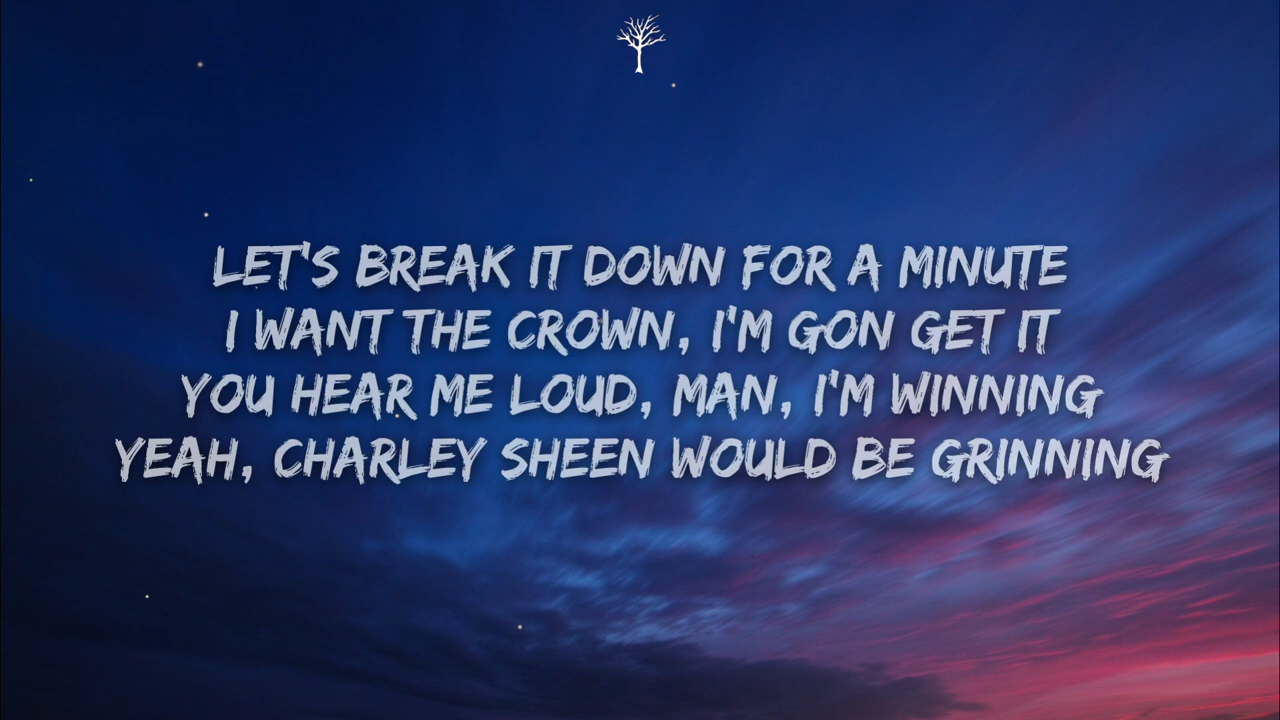 LET'S BREAK IT DOWN FOR A MINUTE
I WANT THE CROWN, I'M GON GET IT
YOU HEAR ME LOUD, MAN, I'M WINNING
YEAH, CHARLEY SHEEN WOULD BE GRINNING